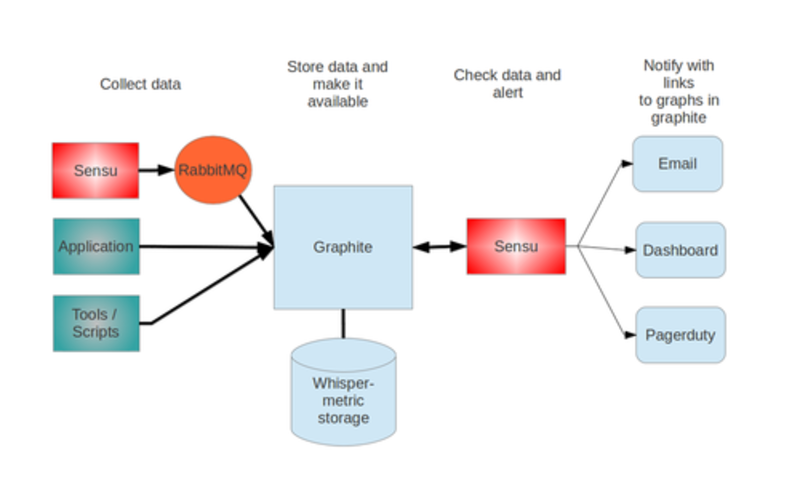 Collect data
Store data and
make it
available
Check data and
alert
Notify with
links
to graphs in
graphite
Sensu
RabbitMQ
Application
Tools /
Scripts
Graphite
Whisper-
metric
storage
Sensu
Email
Dashboard
Pagerduty